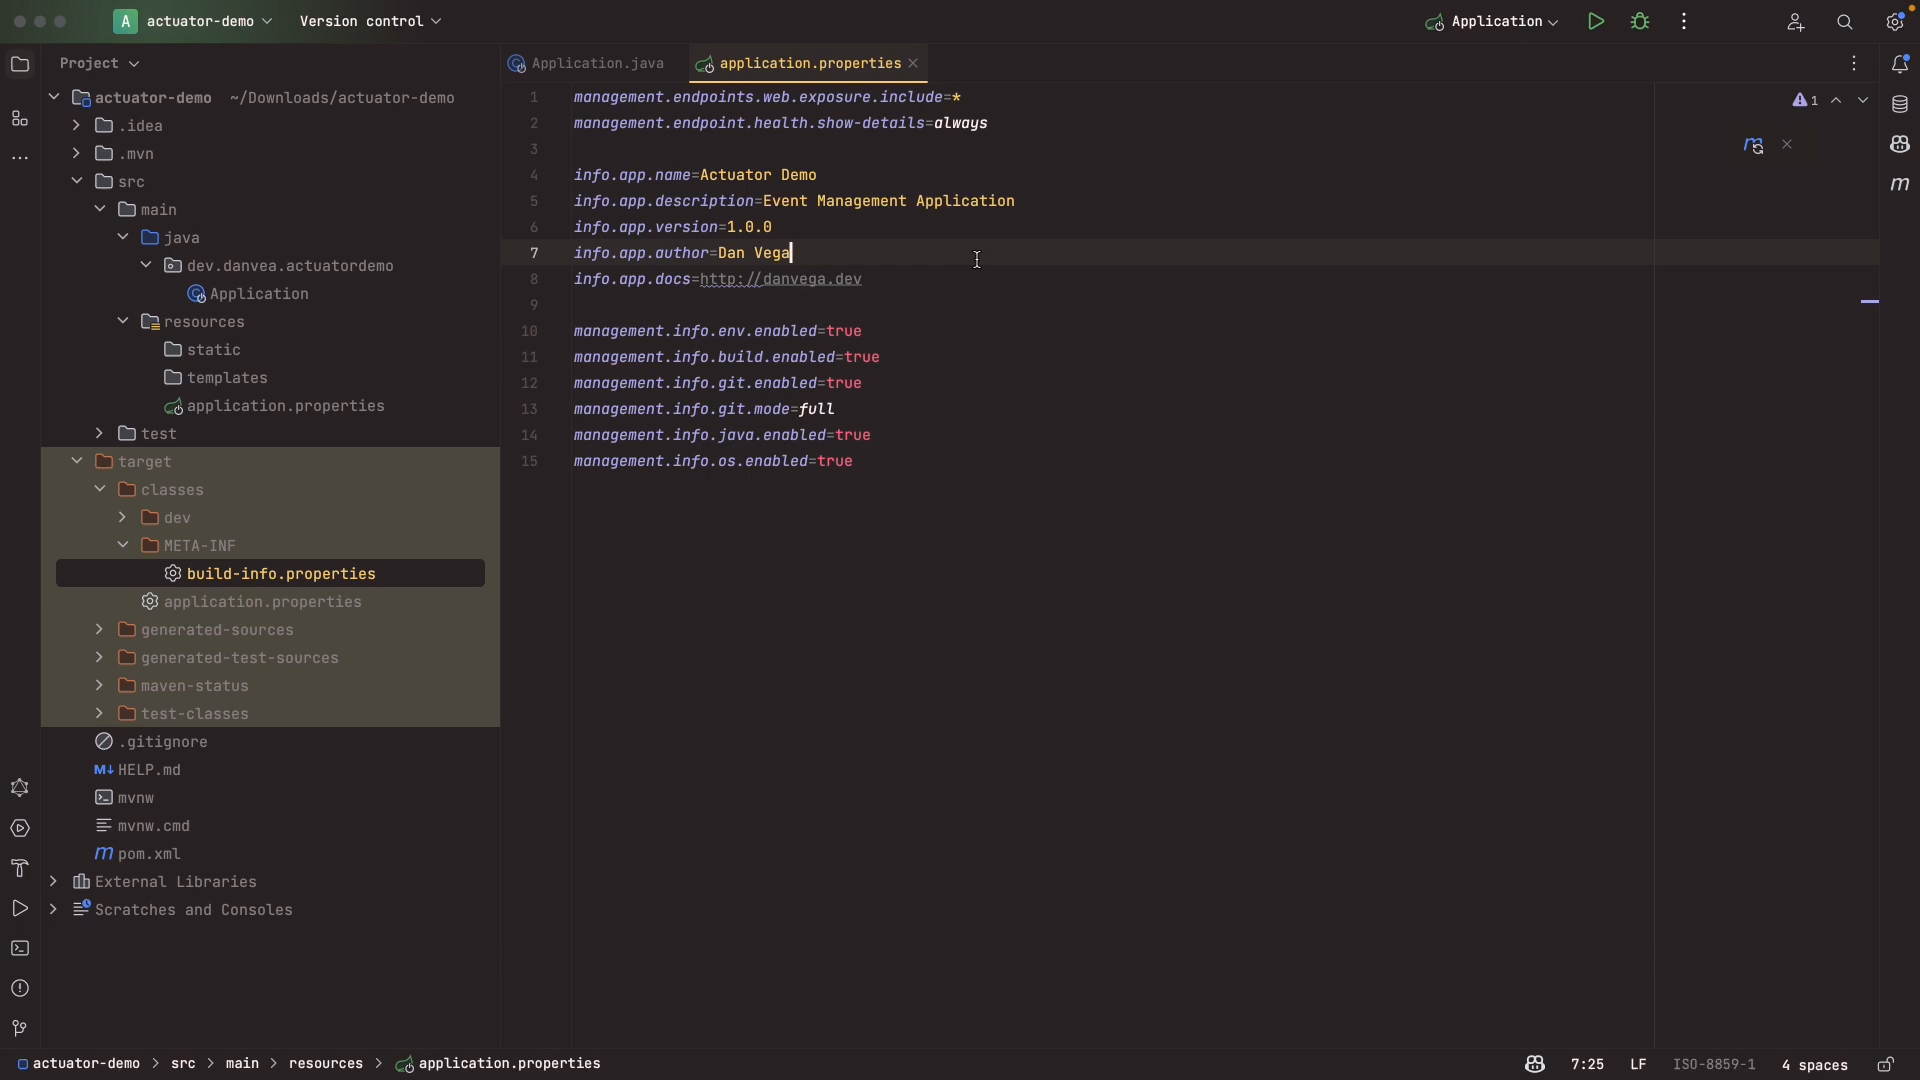 A actuator-demo Version control Application
Project
Application.java application.properties
actuator-demo ~/Downloads/actuator-demo
.idea
.mvn
src
main
java
dev.danvea.actuatordemo
Application
resources
static
templates
application.properties
test
target
classes
dev
META-INF
build-info.properties
application.properties
generated-sources
generated-test-sources
maven-status
test-classes
.gitignore
M↓ HELP.md
mvnw
mvnw.cmd
m pom.xml
External Libraries
Scratches and Consoles
1 management.endpoints.web.exposure.include=*
2 management.endpoint.health.show-details=always
3
4 info.app.name=Actuator Demo
5 info.app.description=Event Management Application
6 info.app.version=1.0.0
7 info.app.author=Dan Vega
8 info.app.docs=http://danvega.dev
9
10 management.info.env.enabled=true
11 management.info.build.enabled=true
12 management.info.git.enabled=true
13 management.info.git.mode=full
14 management.info.java.enabled=true
15 management.info.os.enabled=true
1
m
m
actuator-demo > src > main > resources > application.properties
7:25 LF ISO-8859-1 4 spaces